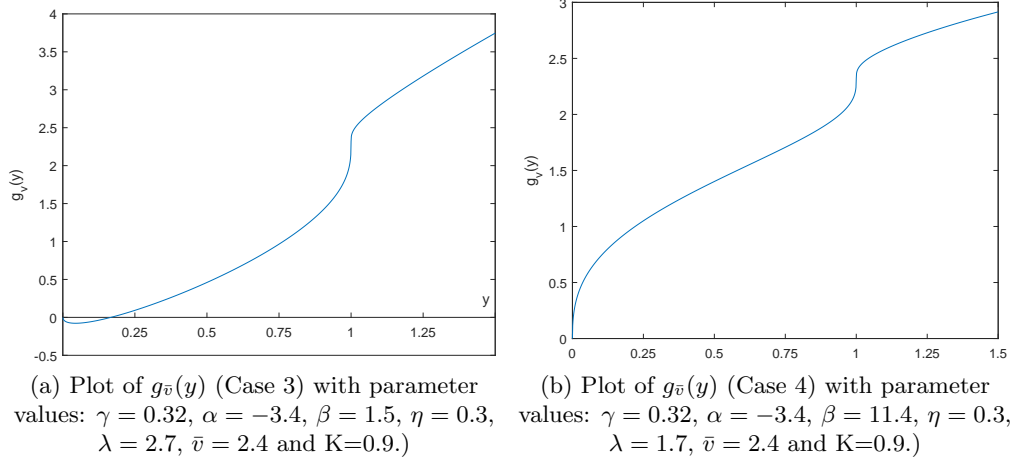 4
3.5
3
2.5
2
1.5
1
0.5
0
-0.5
g_v(y)
0.25 0.5 0.75 1 1.25
y
3
2.5
2
1.5
1
0.5
0
g_v(y)
0 0.25 0.5 0.75 1 1.25 1.5
(a) Plot of g_v̄(y) (Case 3) with parameter
values: γ = 0.32, α = −3.4, β = 1.5, η = 0.3,
λ = 2.7, v̄ = 2.4 and K=0.9.)
(b) Plot of g_v̄(y) (Case 4) with parameter
values: γ = 0.32, α = −3.4, β = 11.4, η = 0.3,
λ = 1.7, v̄ = 2.4 and K=0.9.)